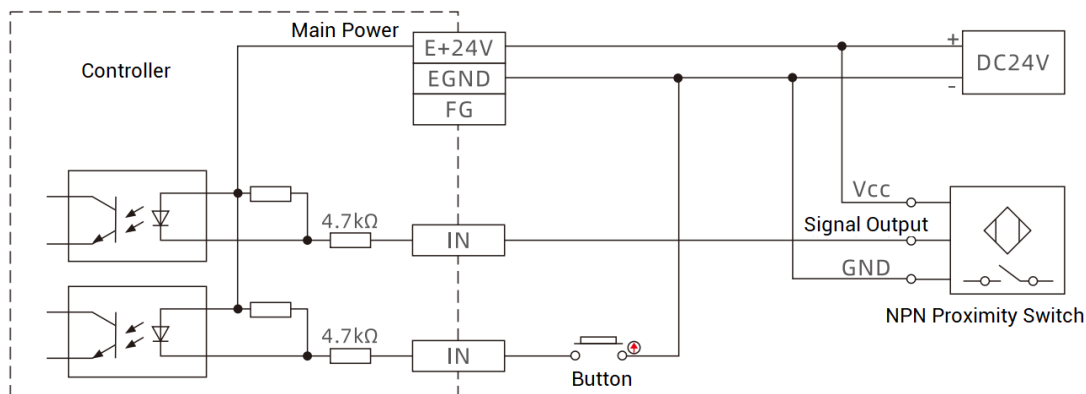 Main Power
E+24V
EGND
FG
Controller
+
DC24V
-
Vcc
4.7kΩ
IN
Signal Output
GND
NPN Proximity Switch
4.7kΩ
IN
Button